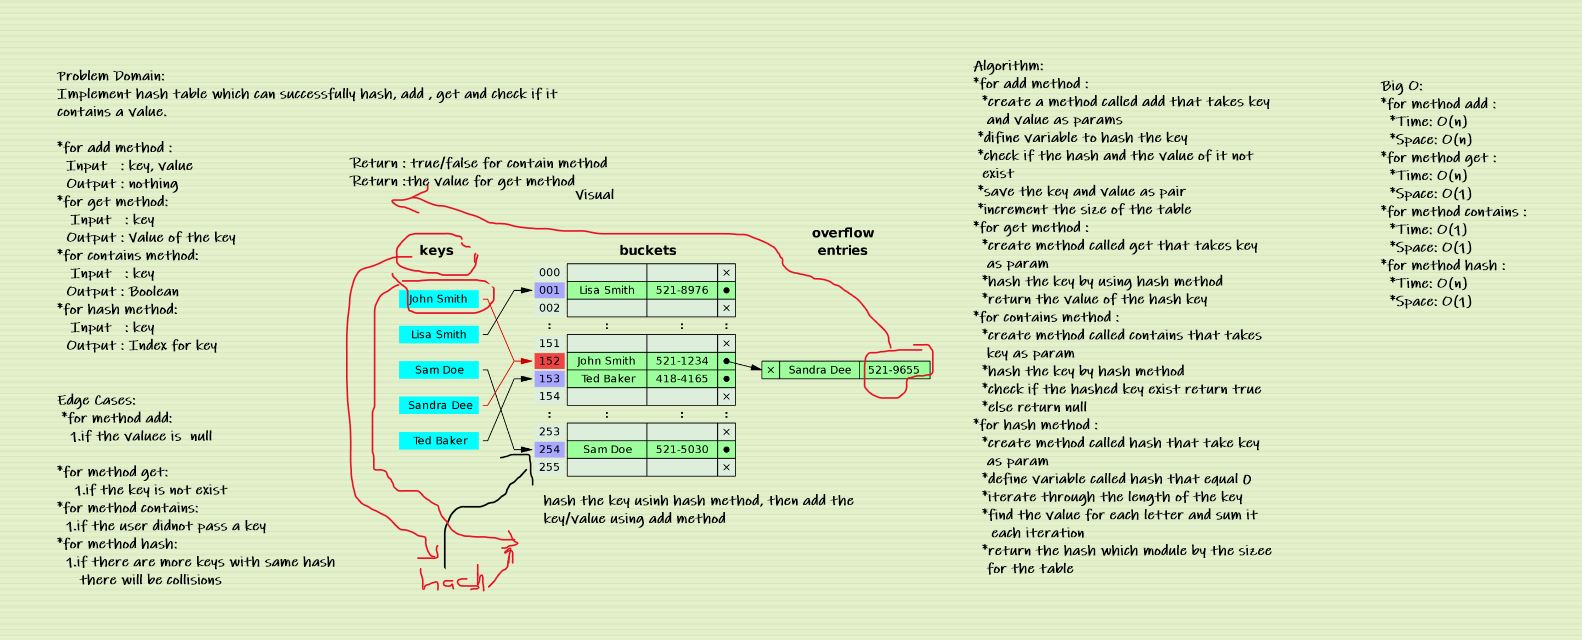 Problem Domain:
Implement hash table which can successfully hash, add , get and check if it
contains a value.
*for add method :
Input : key, value
Output : nothing
*for get method:
Input : key
Output : Value of the key
*for contains method:
Input : key
Output : Boolean
*for hash method:
Input : key
Output : Index for key
Edge Cases:
*for method add:
1.if the valuee is null
*for method get:
1.if the key is not exist
*for method contains:
1.if the user didnot pass a key
*for method hash:
1.if there are more keys with same hash
there will be collisions
Return : true/false for contain method
Return :the value for get method
Visual
keys
buckets
overflow
entries
John Smith
Lisa Smith
Sam Doe
Sandra Dee
Ted Baker
000 ×
001 Lisa Smith 521-8976 ●
002 ×
: : : :
151 ×
152 John Smith 521-1234 ●
× Sandra Dee 521-9655
153 Ted Baker 418-4165 ●
154 ×
: : : :
253 ×
254 Sam Doe 521-5030 ●
255 ×
hash the key usinh hash method, then add the
key/value using add method
hash
Algorithm:
*for add method :
*create a method called add that takes key
and value as params
*difine variable to hash the key
*check if the hash and the value of it not
exist
*save the key and value as pair
*increment the size of the table
*for get method :
*create method called get that takes key
as param
*hash the key by using hash method
*return the value of the hash key
*for contains method :
*create method called contains that takes
key as param
*hash the key by hash method
*check if the hashed key exist return true
*else return null
*for hash method :
*create method called hash that take key
as param
*define variable called hash that equal 0
*iterate through the length of the key
*find the value for each letter and sum it
each iteration
*return the hash which module by the sizee
for the table
Big O:
*for method add :
*Time: O(n)
*Space: O(n)
*for method get :
*Time: O(n)
*Space: O(1)
*for method contains :
*Time: O(1)
*Space: O(1)
*for method hash :
*Time: O(n)
*Space: O(1)